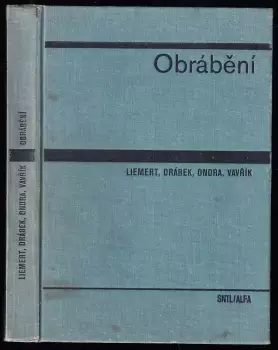 Obrábění
LIEMERT, DRÁBEK, ONDRA, VAVŘÍK
SNTL/ALFA
LIEMERT, DRÁBEK, ONDRA, VAVŘÍK OBRÁBĚNÍ